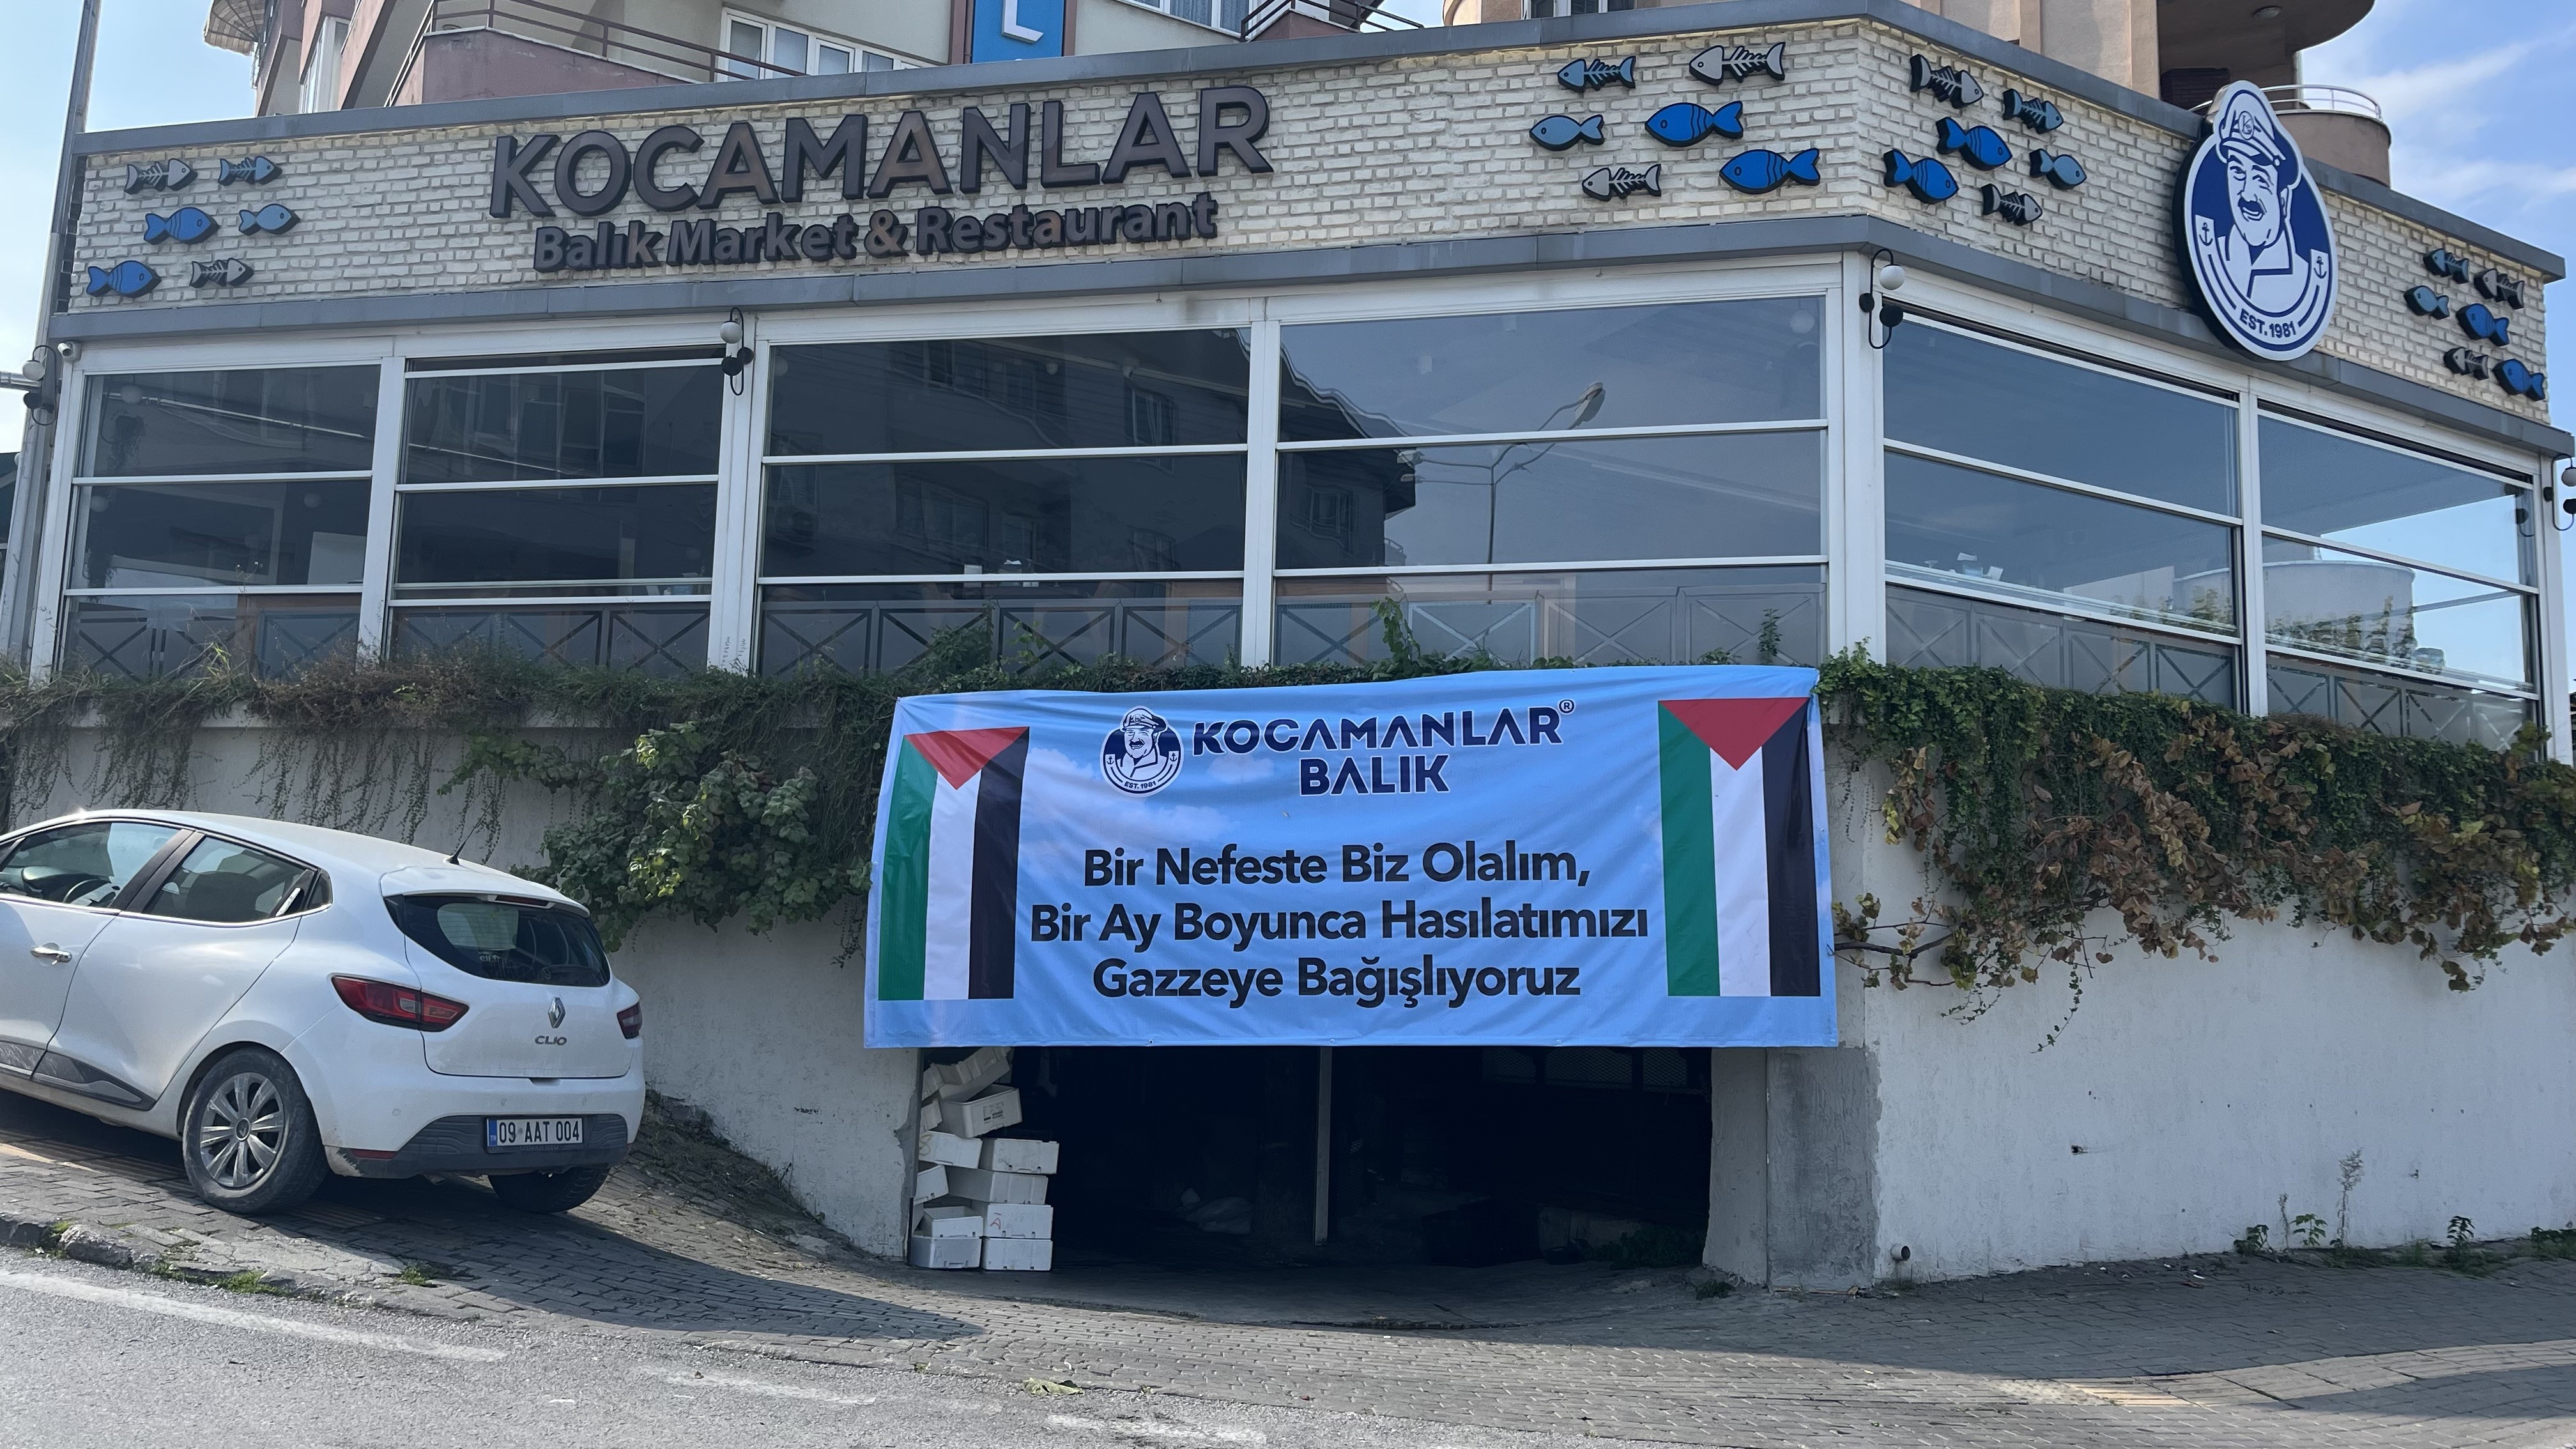 KOCAMANLAR
Balık Market & Restaurant
EST. 1981
KOCAMANLAR®
BALIK
EST. 1981
Bir Nefeste Biz Olalım,
Bir Ay Boyunca Hasılatımızı
Gazzeye Bağışlıyoruz
CLIO
TR 09 AAT 004